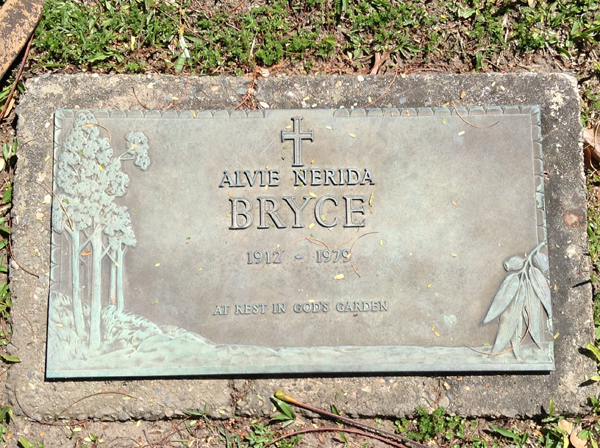 ALVIE NERIDA
BRYCE
1912 - 1979
AT REST IN GOD'S GARDEN